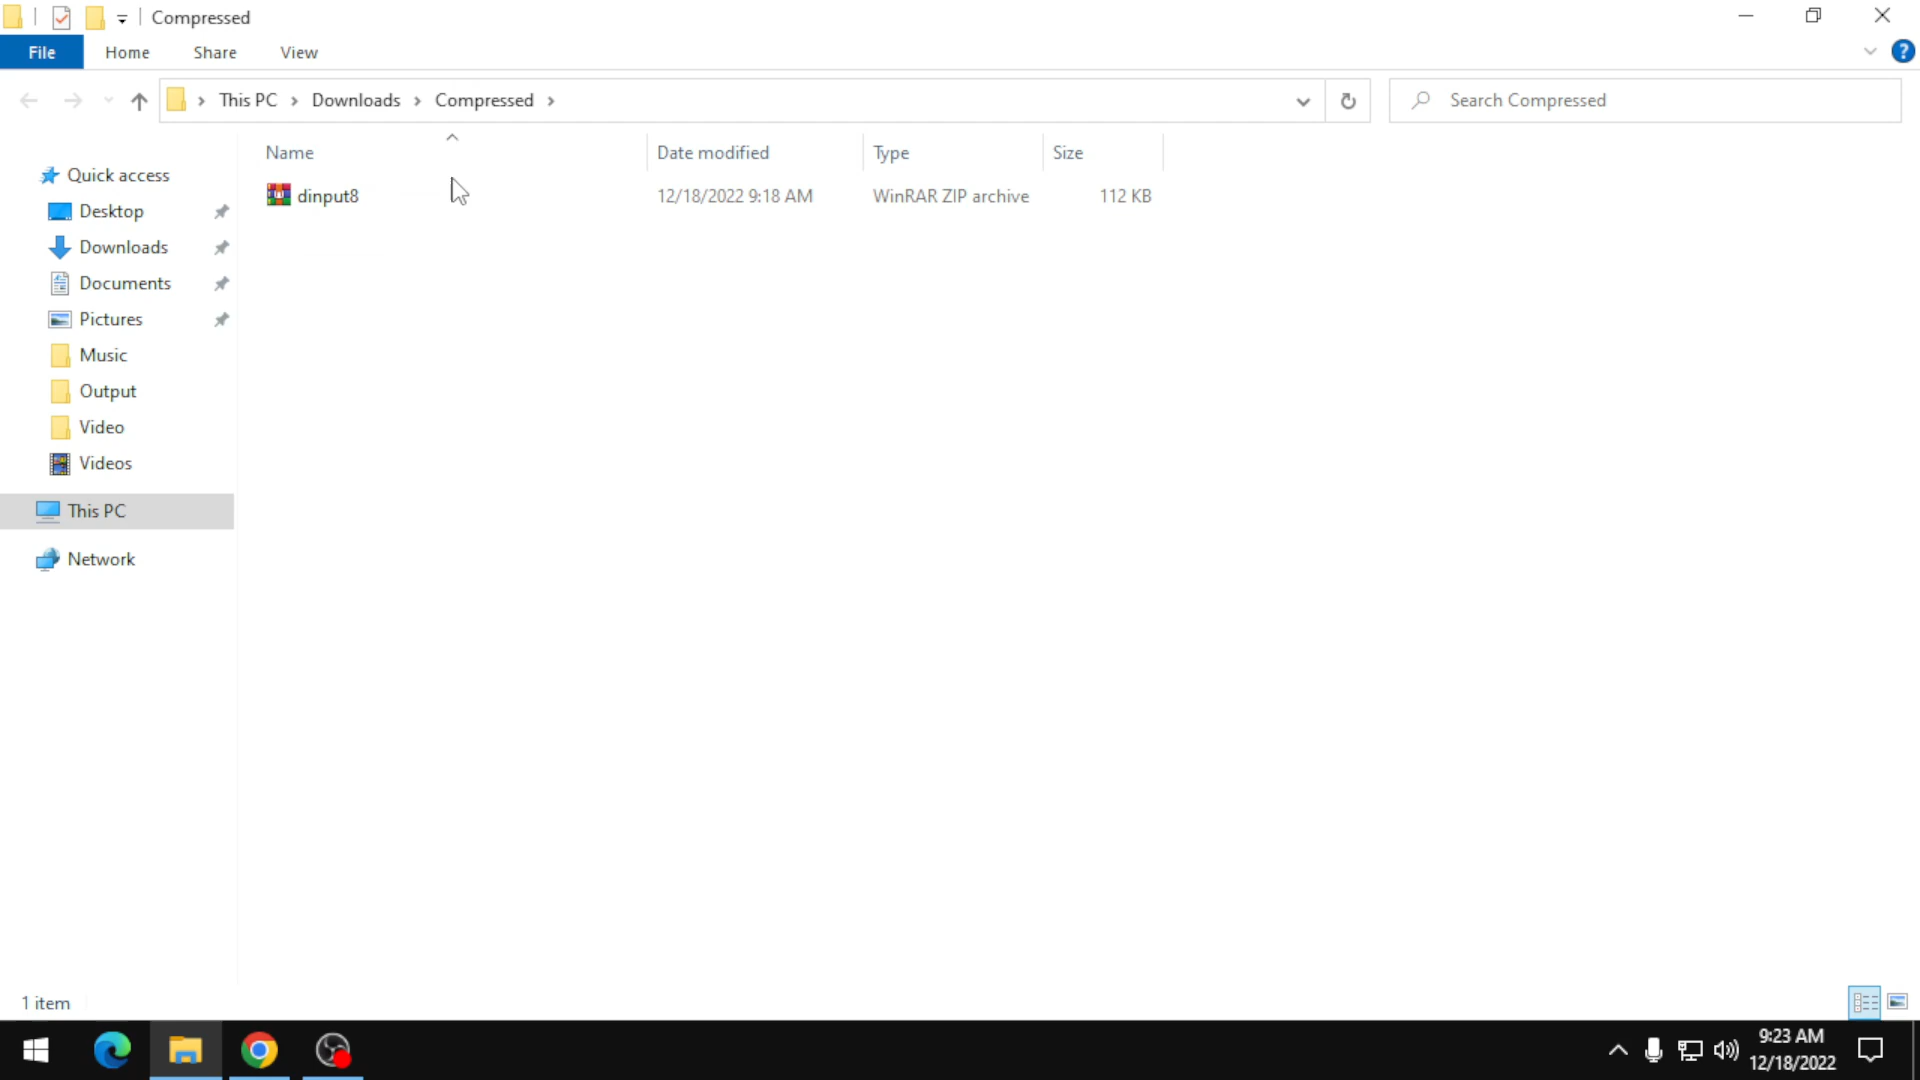 Compressed
File Home Share View
This PC Downloads Compressed Search Compressed
Name Date modified Type Size
dinput8 12/18/2022 9:18 AM WinRAR ZIP archive 112 KB
Quick access
Desktop
Downloads
Documents
Pictures
Music
Output
Video
Videos
This PC
Network
1 item
9:23 AM
12/18/2022